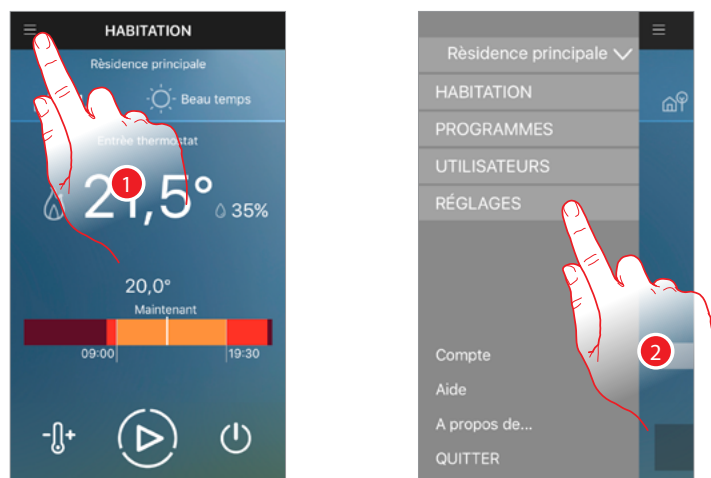 HABITATION
Rèsidence principale
Beau temps
Entrée thermostat
1
21,5°
35%
20,0°
Maintenant
09:00
19:30
Rèsidence principale
HABITATION
PROGRAMMES
UTILISATEURS
RÉGLAGES
2
Compte
Aide
A propos de...
QUITTER